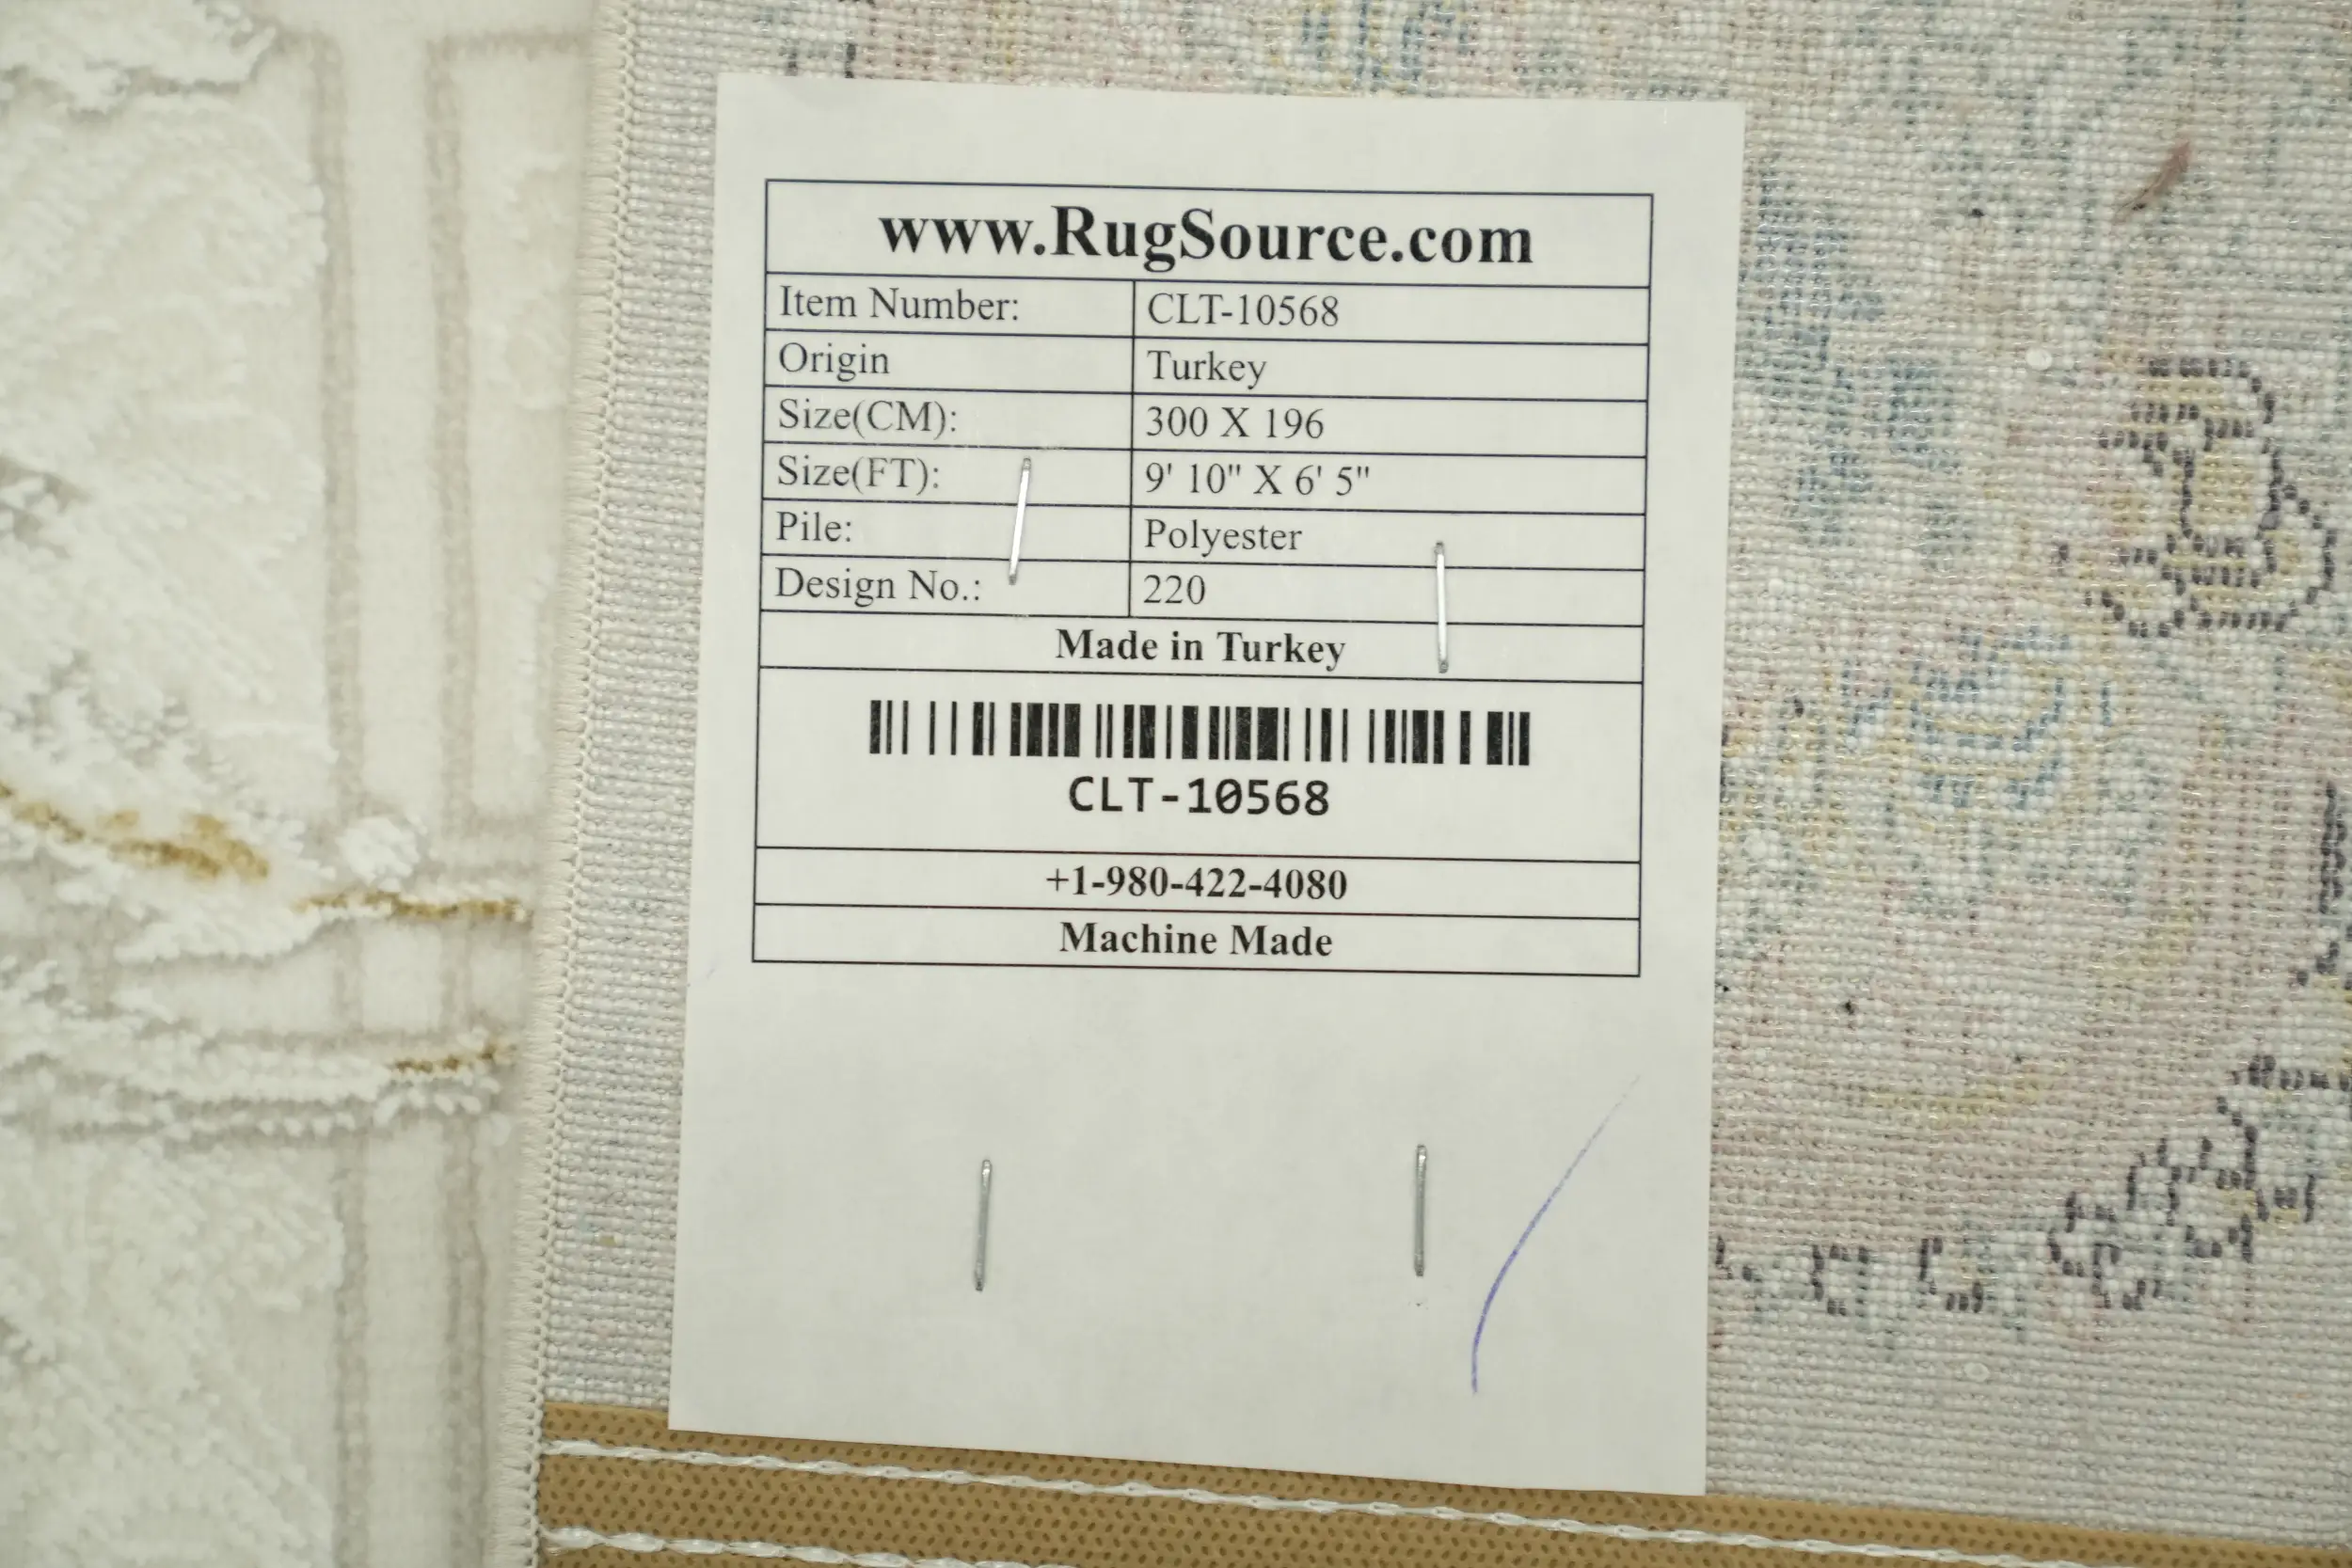 www.RugSource.com
Item Number: CLT-10568
Origin Turkey
Size(CM): 300 X 196
Size(FT): 9' 10" X 6' 5"
Pile: Polyester
Design No.: 220
Made in Turkey
CLT-10568
+1-980-422-4080
Machine Made